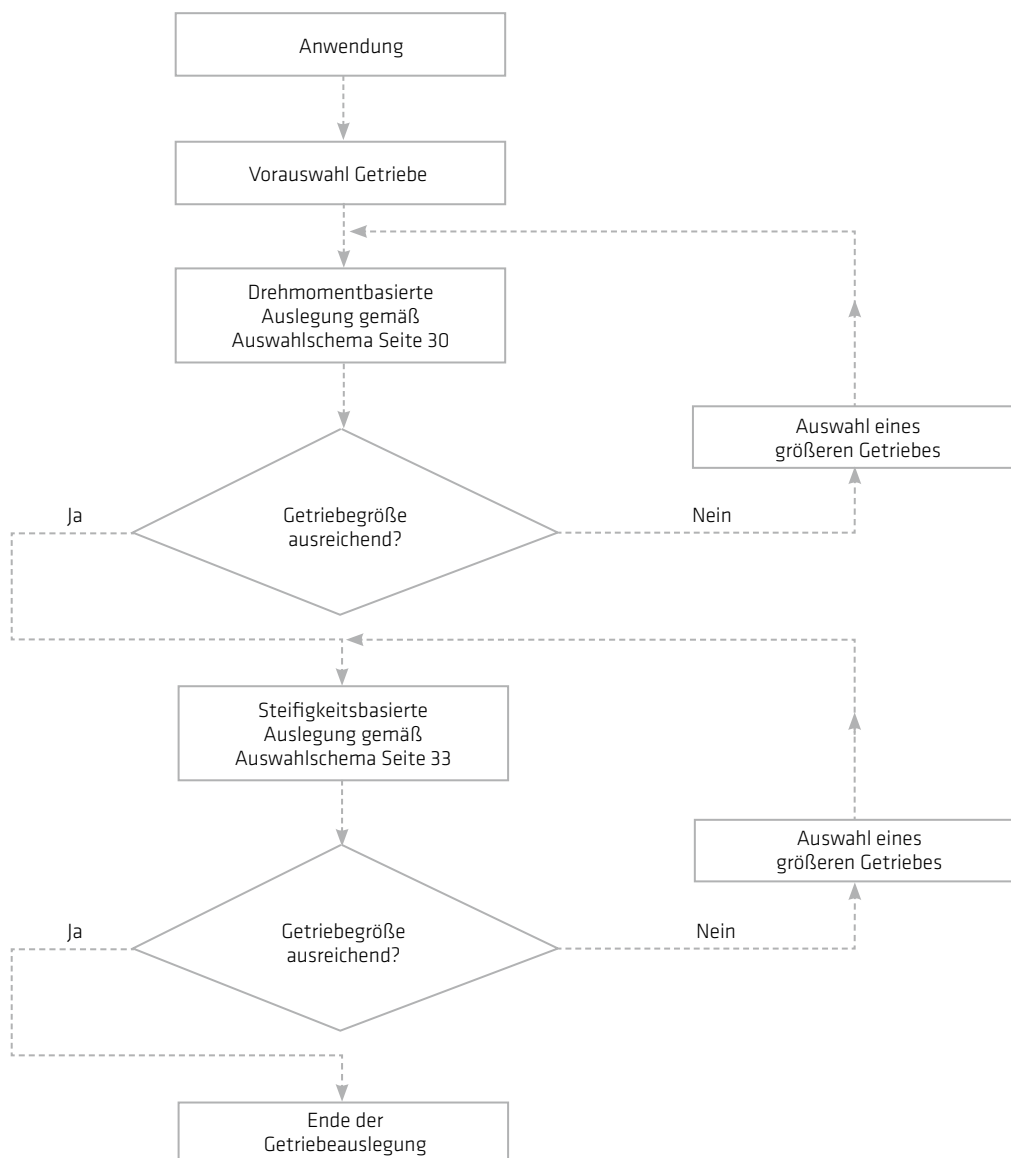 Anwendung
Vorauswahl Getriebe
Drehmomentbasierte
Auslegung gemäß
Auswahlschema Seite 30
Auswahl eines
größeren Getriebes
Ja
Getriebegröße
ausreichend?
Nein
Steifigkeitsbasierte
Auslegung gemäß
Auswahlschema Seite 33
Auswahl eines
größeren Getriebes
Ja
Getriebegröße
ausreichend?
Nein
Ende der
Getriebeauslegung